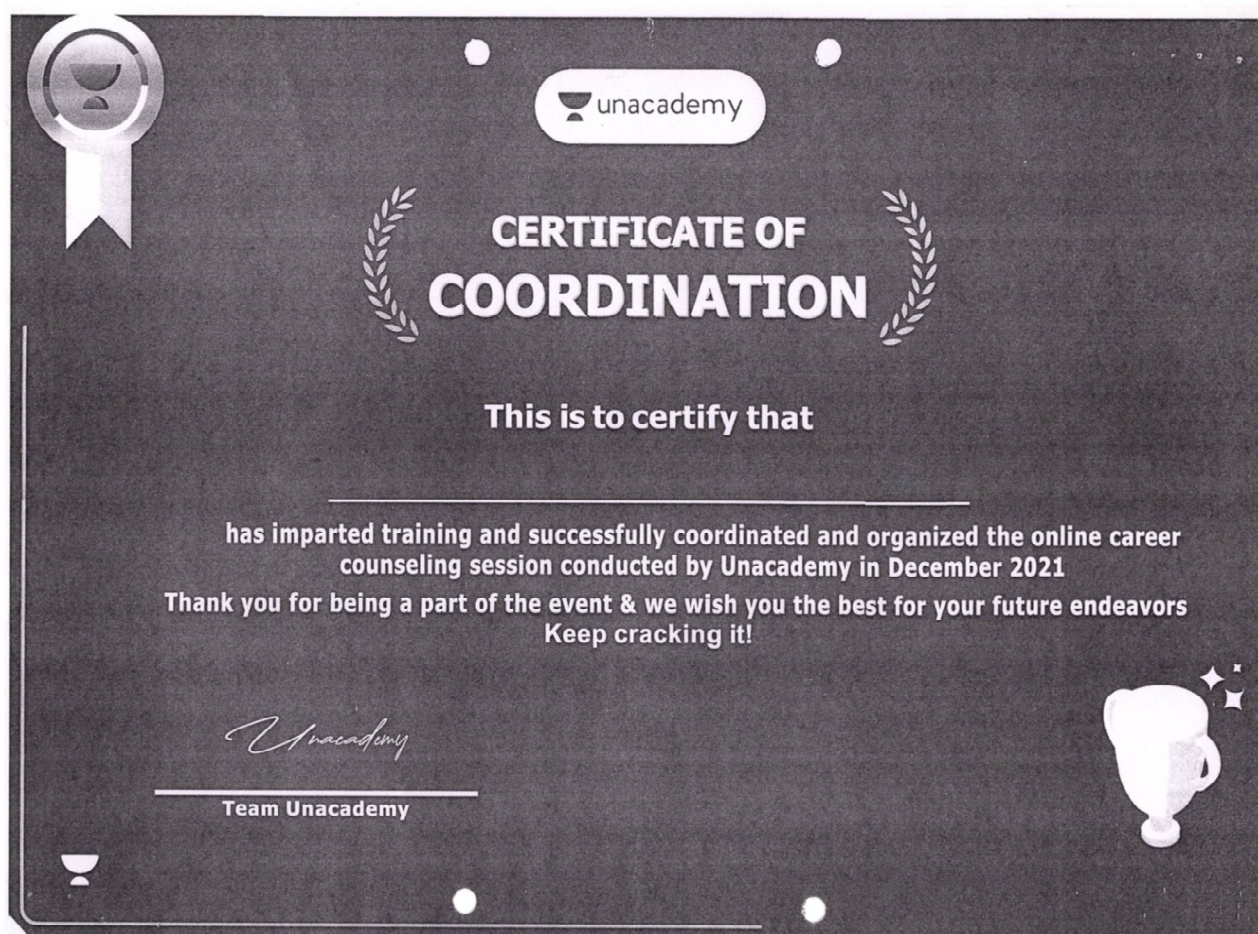 unacademy
CERTIFICATE OF
COORDINATION
This is to certify that
has imparted training and successfully coordinated and organized the online career
counseling session conducted by Unacademy in December 2021
Thank you for being a part of the event & we wish you the best for your future endeavors
Keep cracking it!
Unacademy
Team Unacademy